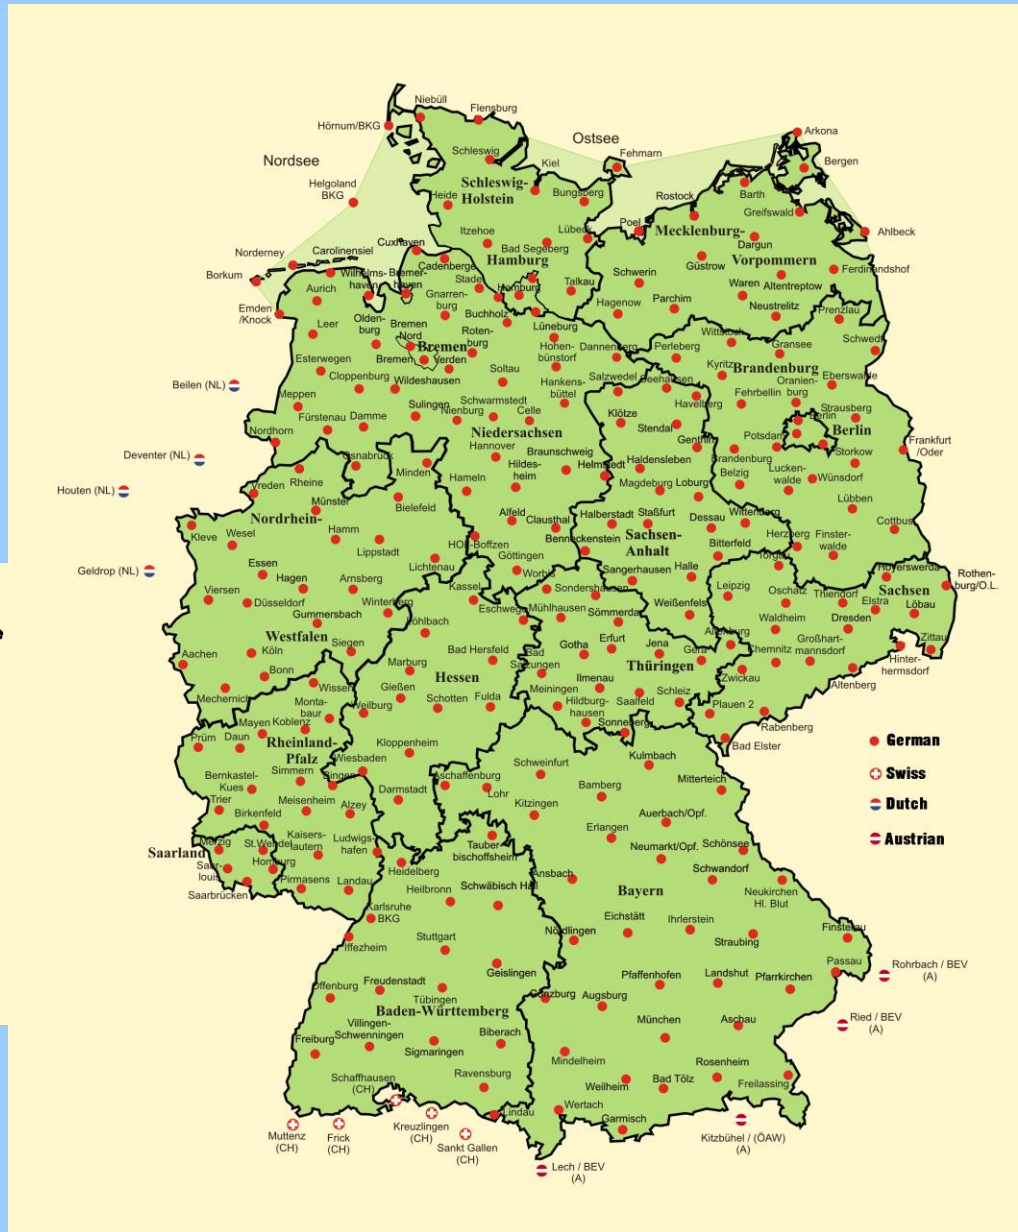 Niebüll
Flensburg
Hörnum/BKG
Ostsee
Arkona
Nordsee
Schleswig
Kiel
Fehmarn
Bergen
Helgoland
BKG
Schleswig-
Holstein
Heide
Bungsberg
Barth
Rostock
Greifswald
Itzehoe
Lübeck
Poel
Mecklenburg-
Ahlbeck
Norderney
Carolinensiel
Cuxhaven
Bad Segeberg
Dargun
Cadenberge
Hamburg
Güstrow
Vorpommern
Borkum
Wilhelms-
haven
Bremer-
haven
Stade
Talkau
Schwerin
Ferdinandshof
Aurich
Gnarren-
burg
Hamburg
Waren
Altentreptow
Emden
/Knock
Hagenow
Parchim
Neustrelitz
Prenzlau
Leer
Olden-
burg
Bremen
Nord
Buchholz
Lüneburg
Roten-
burg
Hohen-
bünstorf
Dannenberg
Wittstock
Gransee
Schwedt
Bremen
Bremen
Verden
Perleberg
Esterwegen
Soltau
Kyritz
Brandenburg
Beilen (NL)
Cloppenburg
Wildeshausen
Hankens-
büttel
Salzwedel
Seehausen
Oranien-
burg
Eberswalde
Meppen
Schwarmstedt
Havelberg
Fehrbellin
Fürstenau
Damme
Sulingen
Nienburg
Celle
Klötze
Stendal
Berlin
Strausberg
Nordhorn
Niedersachsen
Genthin
Potsdam
Berlin
Frankfurt
/Oder
Deventer (NL)
Osnabrück
Hannover
Braunschweig
Brandenburg
Storkow
Rheine
Minden
Hildes-
heim
Helmstedt
Haldensleben
Belzig
Lucken-
walde
Wünsdorf
Houten (NL)
Vreden
Hameln
Magdeburg
Loburg
Münster
Bielefeld
Lübben
Nordrhein-
Alfeld
Clausthal
Halberstadt
Staßfurt
Dessau
Wittenberg
Cottbus
Kleve
Wesel
Hamm
Lippstadt
HOL-Boffzen
Benneckenstein
Sachsen-
Anhalt
Bitterfeld
Herzberg
Finster-
walde
Geldrop (NL)
Essen
Lichtenau
Göttingen
Torgau
Hagen
Arnsberg
Kassel
Worbis
Sangerhausen
Halle
Hoyerswerda
Rothen-
burg/O.L.
Viersen
Düsseldorf
Winterberg
Eschwege
Mühlhausen
Sondershausen
Weißenfels
Leipzig
Oschatz
Thiendorf
Sachsen
Elstra
Löbau
Gummersbach
Löhlbach
Sömmerda
Waldheim
Dresden
Westfalen
Siegen
Erfurt
Altenburg
Großhart-
mannsdorf
Zittau
Aachen
Köln
Bad Hersfeld
Bad
Salzungen
Gotha
Jena
Gera
Chemnitz
Hinter-
hermsdorf
Bonn
Marburg
Hessen
Thüringen
Zwickau
Altenberg
Mechernich
Wissen
Gießen
Schotten
Fulda
Meiningen
Ilmenau
Saalfeld
Schleiz
Monta-
baur
Weilburg
Hildburg-
hausen
Plauen 2
Mayen
Koblenz
Sonneberg
Rabenberg
Prüm
Daun
Rheinland-
Pfalz
Kloppenheim
Bad Elster
German
Wiesbaden
Kulmbach
Bernkastel-
Kues
Simmern
Bingen
Aschaffenburg
Schweinfurt
Mitterteich
Swiss
Trier
Meisenheim
Alzey
Darmstadt
Lohr
Bamberg
Dutch
Birkenfeld
Kitzingen
Auerbach/Opf.
Kaisers-
lautern
Ludwigs-
hafen
Erlangen
Austrian
Saarland
Merzig
St.Wendel
Tauber-
bischoffsheim
Neumarkt/Opf.
Schönsee
Saar-
louis
Homburg
Heidelberg
Ansbach
Schwandorf
Saarbrücken
Pirmasens
Landau
Heilbronn
Schwäbisch Hall
Bayern
Neukirchen
Hl. Blut
Karlsruhe
BKG
Eichstätt
Ihrlerstein
Iffezheim
Stuttgart
Nördlingen
Straubing
Finsterau
Geislingen
Passau
Rohrbach / BEV
(A)
Offenburg
Freudenstadt
Tübingen
Günzburg
Pfaffenhofen
Landshut
Pfarrkirchen
Augsburg
Baden-Württemberg
Ried / BEV
(A)
Villingen-
Schwenningen
München
Aschau
Freiburg
Sigmaringen
Biberach
Mindelheim
Schaffhausen
(CH)
Ravensburg
Weilheim
Bad Tölz
Rosenheim
Freilassing
Lindau
Wertach
Garmisch
Muttenz
(CH)
Frick
(CH)
Kreuzlingen
(CH)
Sankt Gallen
(CH)
Kitzbühel / (ÖAW)
(A)
Lech / BEV
(A)